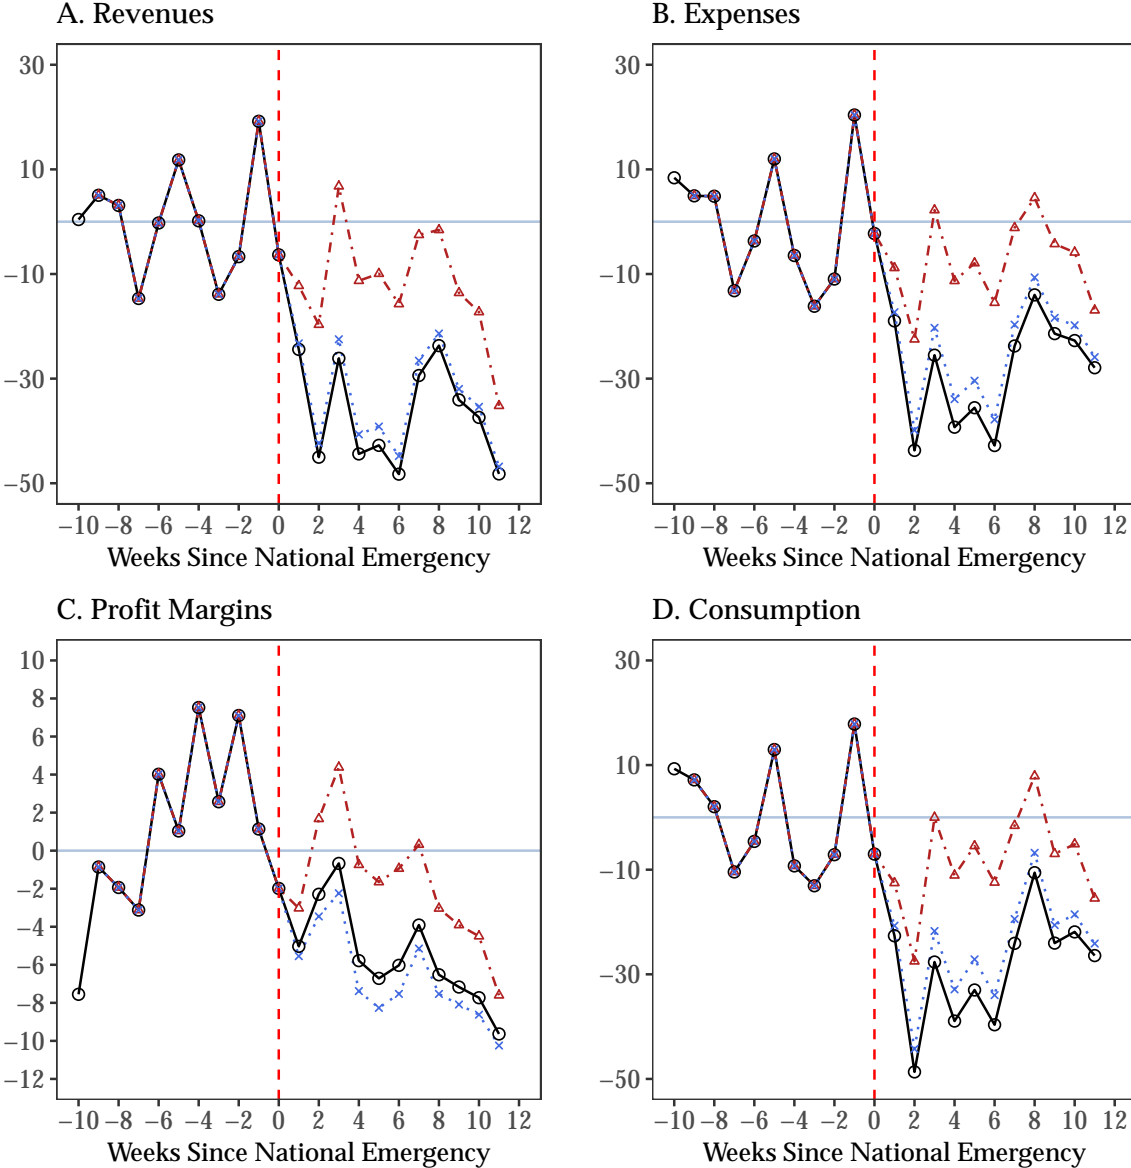 A. Revenues
30
10
−10
−30
−50
−10 −8 −6 −4 −2 0 2 4 6 8 10 12
Weeks Since National Emergency
B. Expenses
30
10
−10
−30
−50
−10 −8 −6 −4 −2 0 2 4 6 8 10 12
Weeks Since National Emergency
C. Profit Margins
10
8
6
4
2
0
−2
−4
−6
−8
−10
−12
−10 −8 −6 −4 −2 0 2 4 6 8 10 12
Weeks Since National Emergency
D. Consumption
30
10
−10
−30
−50
−10 −8 −6 −4 −2 0 2 4 6 8 10 12
Weeks Since National Emergency